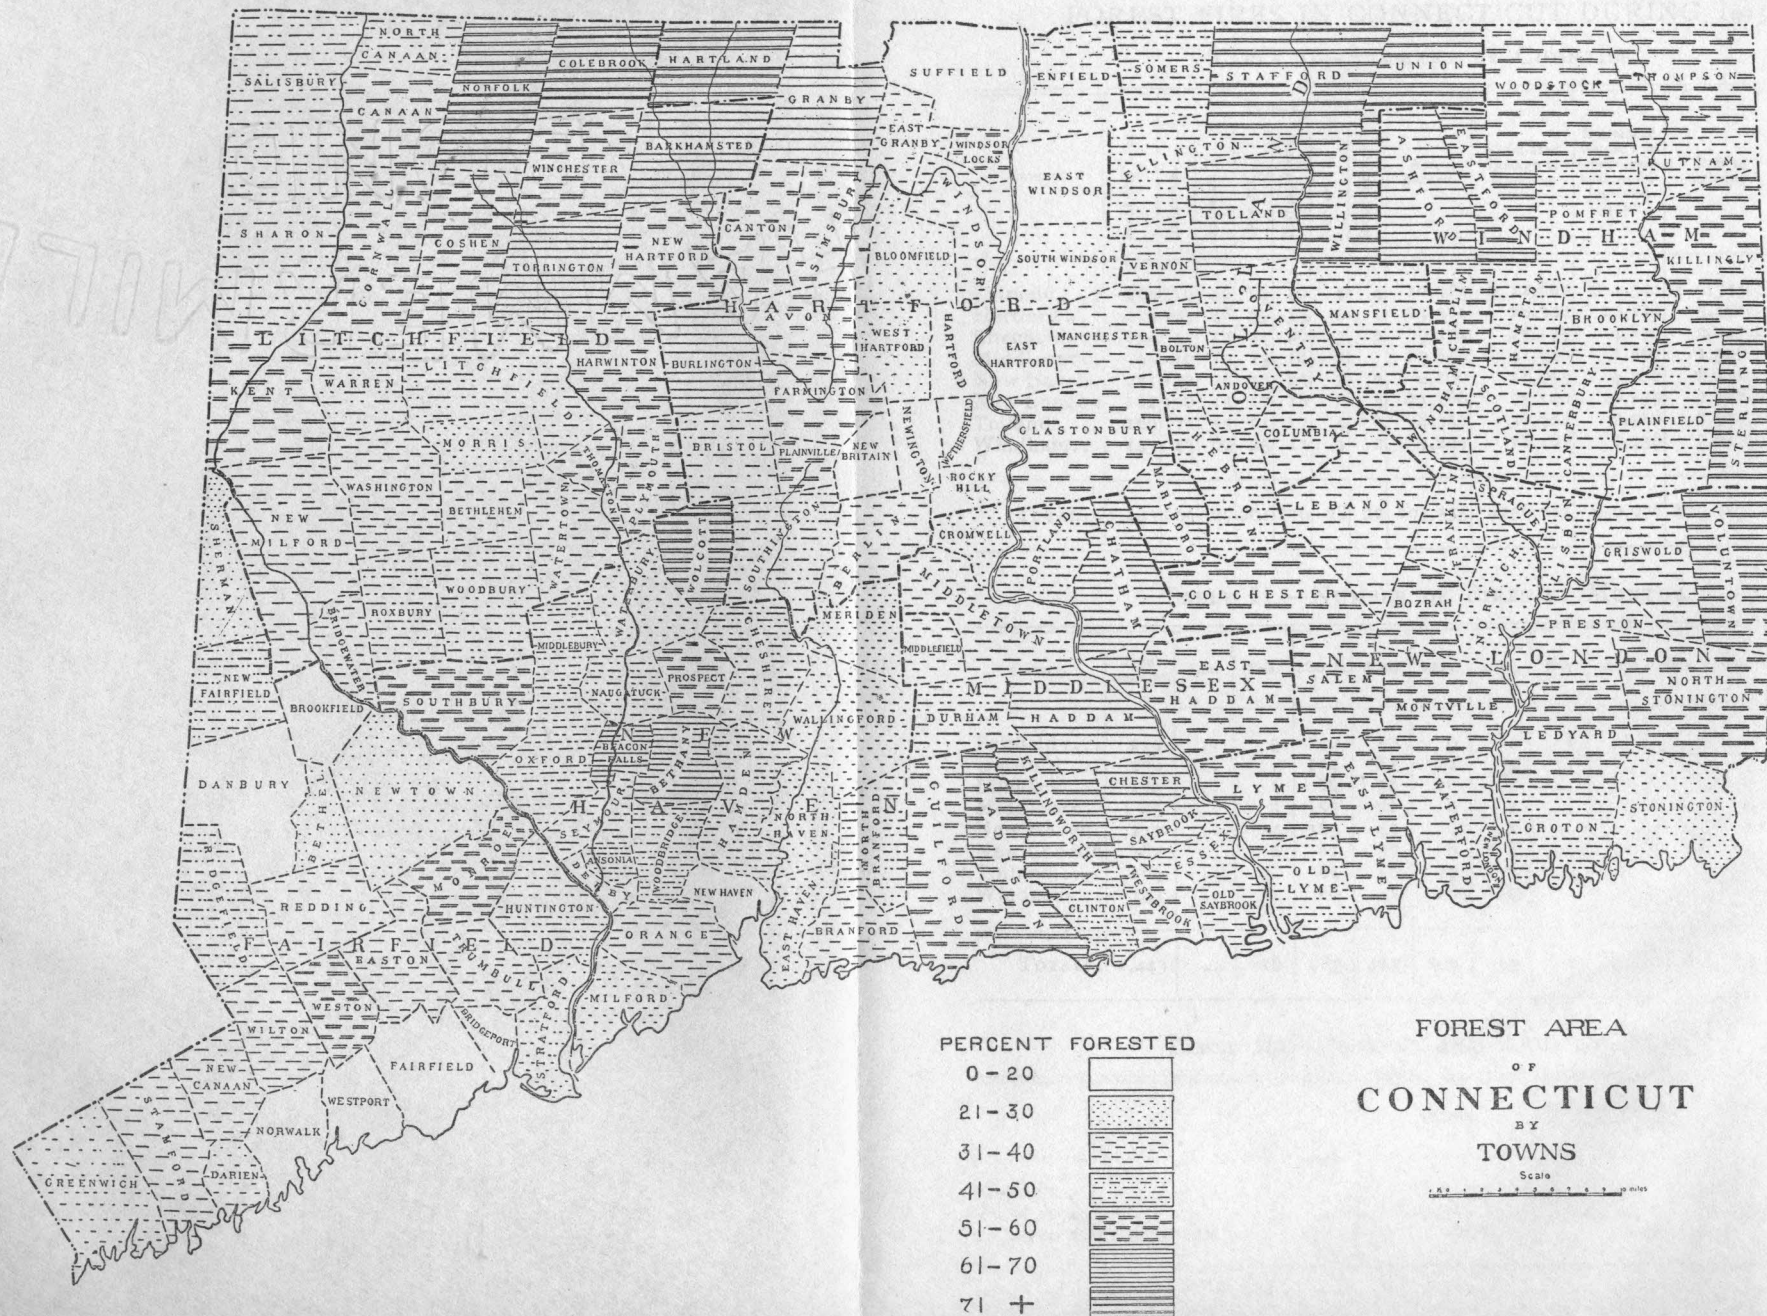 NORTH
CANAAN
SALISBURY
CANAAN
NORFOLK
COLEBROOK
HARTLAND
GRANBY
SUFFIELD
ENFIELD
SOMERS
STAFFORD
UNION
WOODSTOCK
THOMPSON
EAST
GRANBY
WINDSOR
LOCKS
BARKHAMSTED
WINCHESTER
ELLINGTON
WILLINGTON
ASHFORD
EASTFORD
PUTNAM
EAST
WINDSOR
SHARON
CORNWALL
GOSHEN
TORRINGTON
NEW
HARTFORD
CANTON
SIMSBURY
BLOOMFIELD
WINDSOR
SOUTH WINDSOR
VERNON
TOLLAND
POMFRET
WINDHAM
KILLINGLY
TOLLAND
HARTFORD
AVON
WEST
HARTFORD
HARTFORD
EAST
HARTFORD
MANCHESTER
BOLTON
COVENTRY
MANSFIELD
CHAPLIN
HAMPTON
BROOKLYN
LITCHFIELD
KENT
WARREN
LITCHFIELD
HARWINTON
BURLINGTON
FARMINGTON
ANDOVER
WINDHAM
SCOTLAND
CANTERBURY
PLAINFIELD
STERLING
MORRIS
THOMASTON
PLYMOUTH
BRISTOL
PLAINVILLE
NEW
BRITAIN
NEWINGTON
WETHERSFIELD
ROCKY
HILL
GLASTONBURY
HEBRON
COLUMBIA
WASHINGTON
BETHLEHEM
WATERTOWN
WOLCOTT
SOUTHINGTON
BERLIN
CROMWELL
PORTLAND
CHATHAM
MARLBORO
LEBANON
FRANKLIN
SPRAGUE
LISBON
GRISWOLD
VOLUNTOWN
NEW
MILFORD
SHERMAN
BRIDGEWATER
ROXBURY
WOODBURY
WATERBURY
MIDDLEBURY
CHESHIRE
MERIDEN
MIDDLETOWN
MIDDLEFIELD
COLCHESTER
BOZRAH
NORWICH
PRESTON
NEW
FAIRFIELD
BROOKFIELD
SOUTHBURY
NAUGATUCK
PROSPECT
WALLINGFORD
MIDDLESEX
DURHAM
HADDAM
EAST
HADDAM
NEW LONDON
SALEM
MONTVILLE
NORTH
STONINGTON
LEDYARD
DANBURY
BETHEL
NEWTOWN
OXFORD
BEACON
FALLS
BETHANY
NEW
HAVEN
HAMDEN
NORTH
HAVEN
NORTH
BRANFORD
GUILFORD
MADISON
KILLINGWORTH
CHESTER
SAYBROOK
ESSEX
LYME
EAST LYME
WATERFORD
NEW LONDON
GROTON
STONINGTON
RIDGEFIELD
REDDING
MONROE
SEYMOUR
ANSONIA
DERBY
WOODBRIDGE
HUNTINGTON
NEW HAVEN
ORANGE
EAST HAVEN
BRANFORD
CLINTON
WESTBROOK
OLD
SAYBROOK
OLD
LYME
FAIRFIELD
EASTON
TRUMBULL
WESTON
WILTON
STRATFORD
MILFORD
BRIDGEPORT
FAIRFIELD
NEW
CANAAN
WESTPORT
NORWALK
STAMFORD
DARIEN
GREENWICH
PERCENT FORESTED
0-20
21-30
31-40
41-50
51-60
61-70
71 +
FOREST AREA
OF
CONNECTICUT
BY
TOWNS
Scale